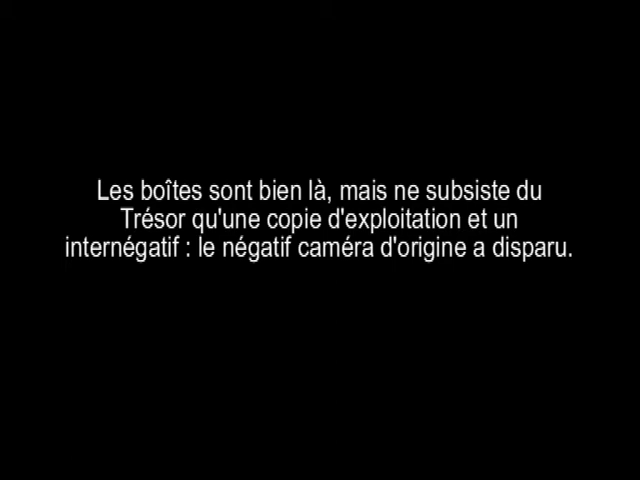 Les boîtes sont bien là, mais ne subsiste du
Trésor qu'une copie d'exploitation et un
internégatif : le négatif caméra d'origine a disparu.